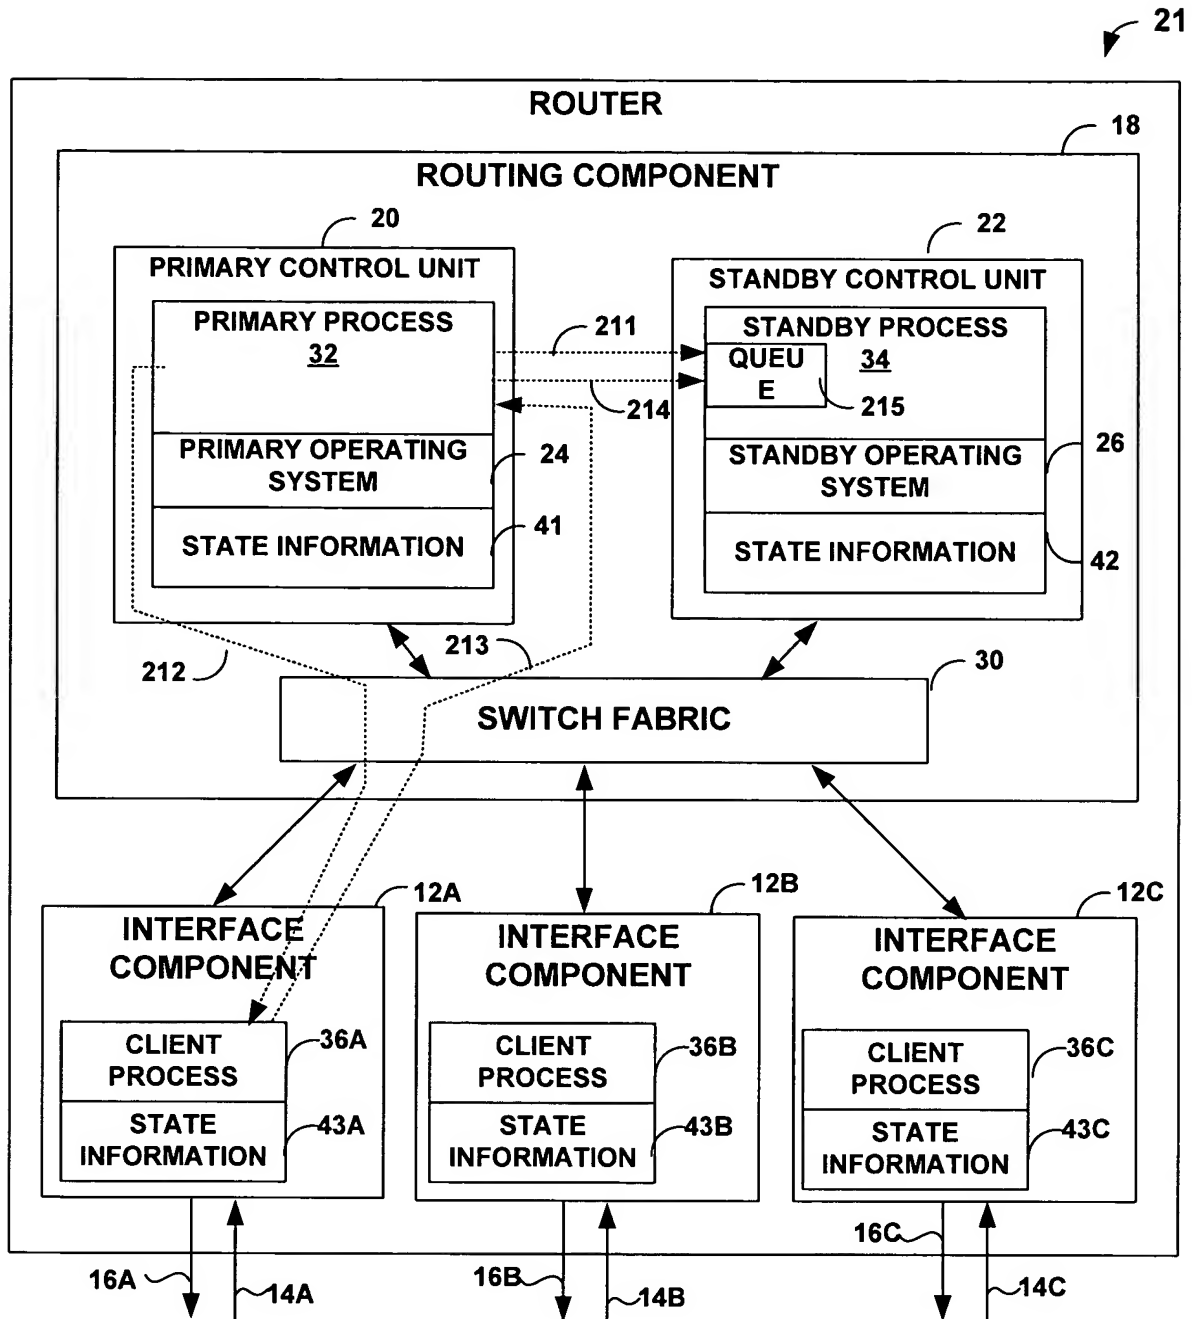 21
ROUTER
18
ROUTING COMPONENT
20
22
PRIMARY CONTROL UNIT
STANDBY CONTROL UNIT
PRIMARY PROCESS
32
211
STANDBY PROCESS
34
QUEU
E
215
214
PRIMARY OPERATING
SYSTEM
24
STANDBY OPERATING
SYSTEM
26
STATE INFORMATION
41
STATE INFORMATION
42
212
213
30
SWITCH FABRIC
12A
12B
12C
INTERFACE
COMPONENT
INTERFACE
COMPONENT
INTERFACE
COMPONENT
CLIENT
PROCESS
36A
CLIENT
PROCESS
36B
CLIENT
PROCESS
36C
STATE
INFORMATION
43A
STATE
INFORMATION
43B
STATE
INFORMATION
43C
16A
14A
16B
14B
16C
14C